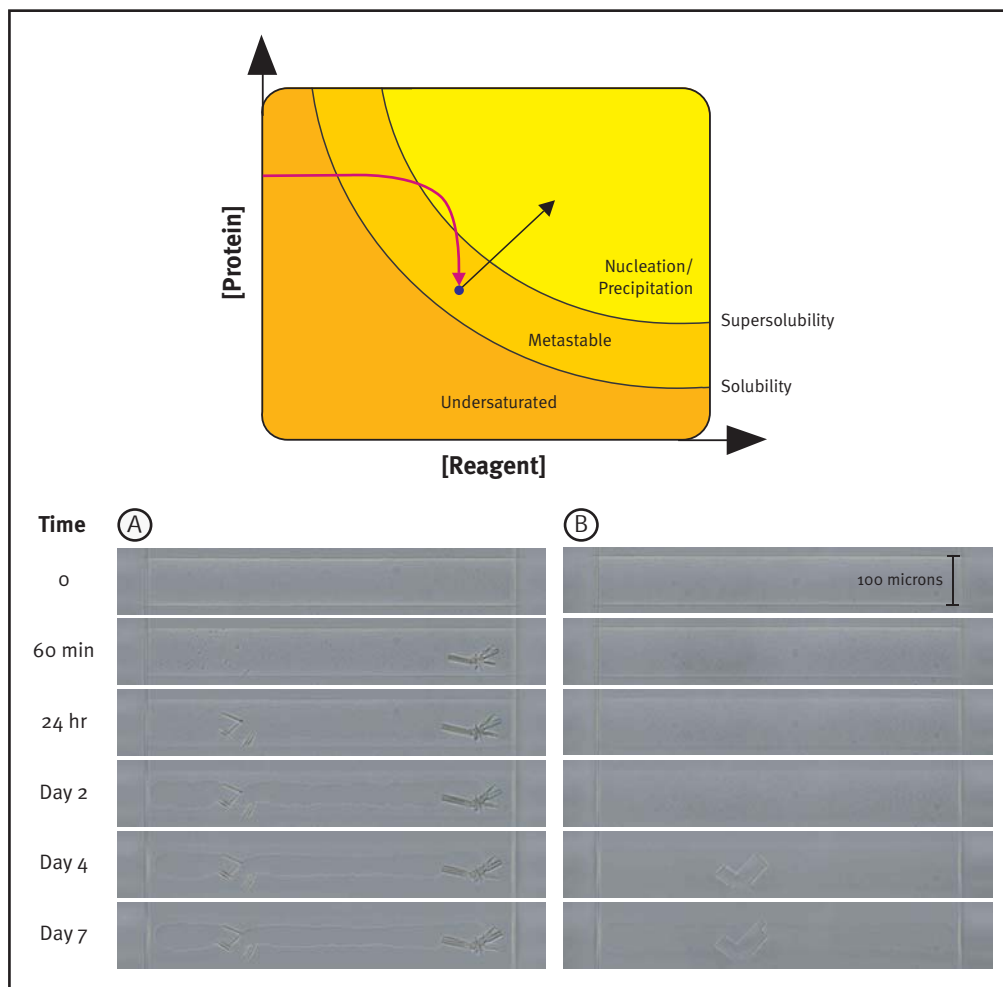 [Protein]
Nucleation/
Precipitation
Supersolubility
Metastable
Solubility
Undersaturated
[Reagent]
Time A B
0 100 microns
60 min
24 hr
Day 2
Day 4
Day 7